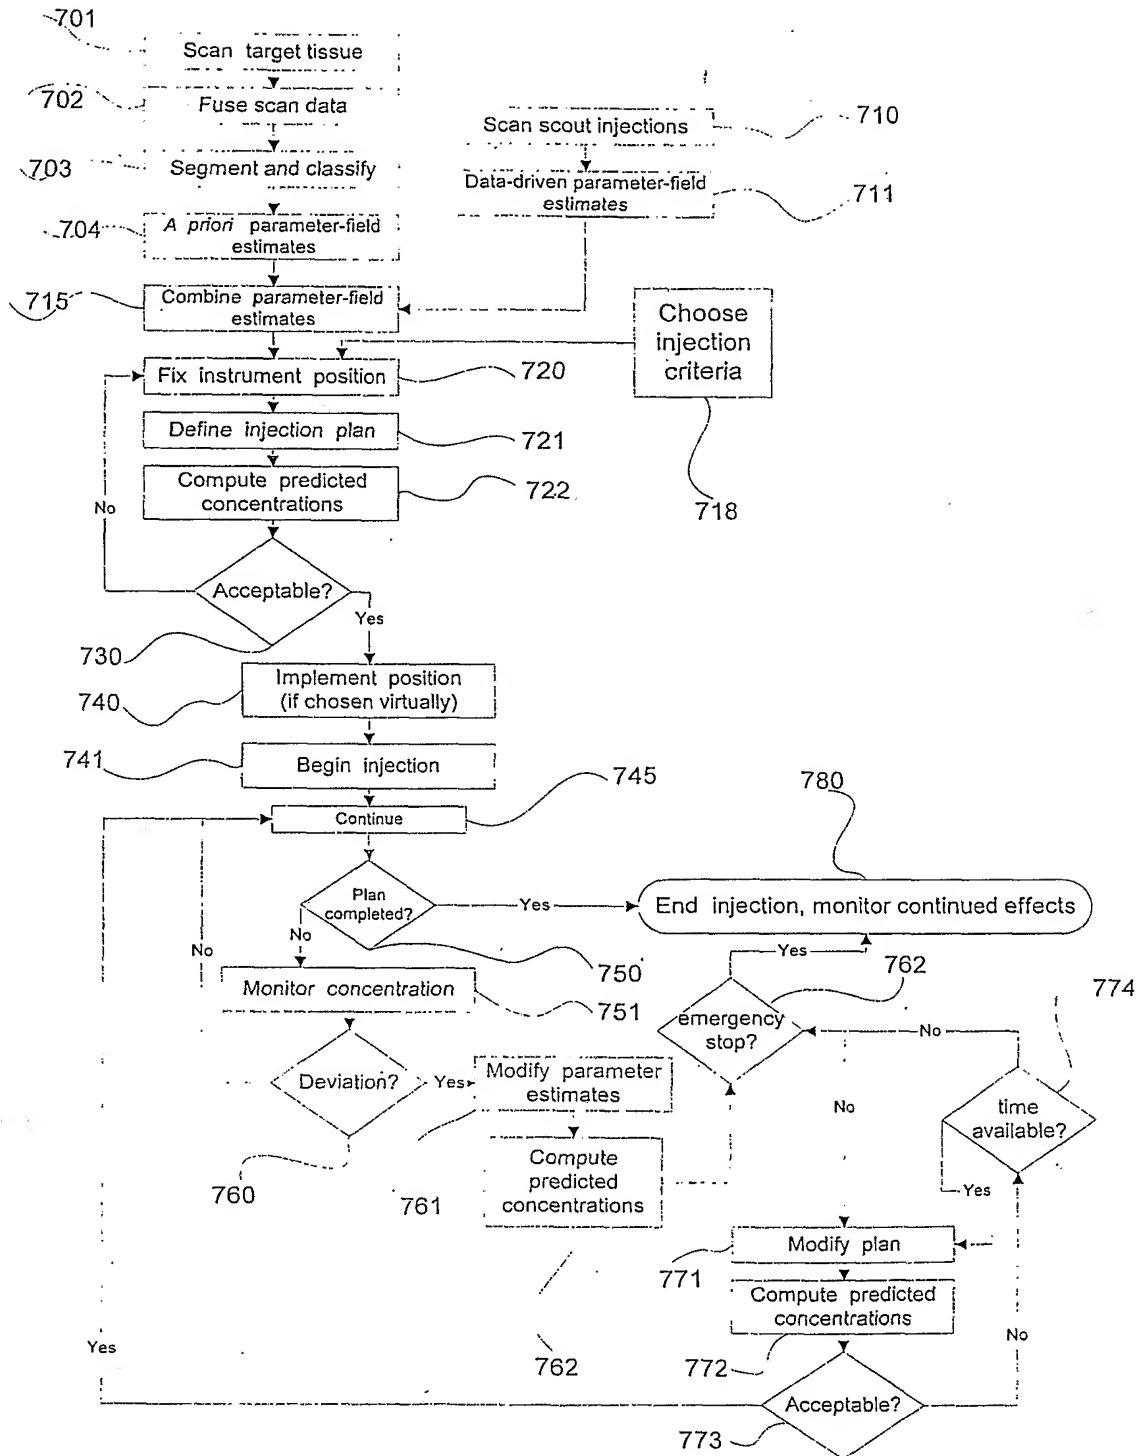 701
Scan target tissue
702
Fuse scan data
703
Segment and classify
704
A priori parameter-field
estimates
Scan scout injections
710
Data-driven parameter-field
estimates
711
715
Combine parameter-field
estimates
Choose
injection
criteria
718
Fix instrument position
720
Define injection plan
721
Compute predicted
concentrations
722
No
Acceptable?
Yes
730
Implement position
(if chosen virtually)
740
741
Begin injection
745
Continue
780
Plan
completed?
Yes
End injection, monitor continued effects
No
750
No
Monitor concentration
751
Yes
762
emergency
stop?
No
774
Deviation?
Yes
Modify parameter
estimates
No
time
available?
760
761
Compute
predicted
concentrations
Yes
Modify plan
771
Compute predicted
concentrations
No
Yes
762
772
Acceptable?
773